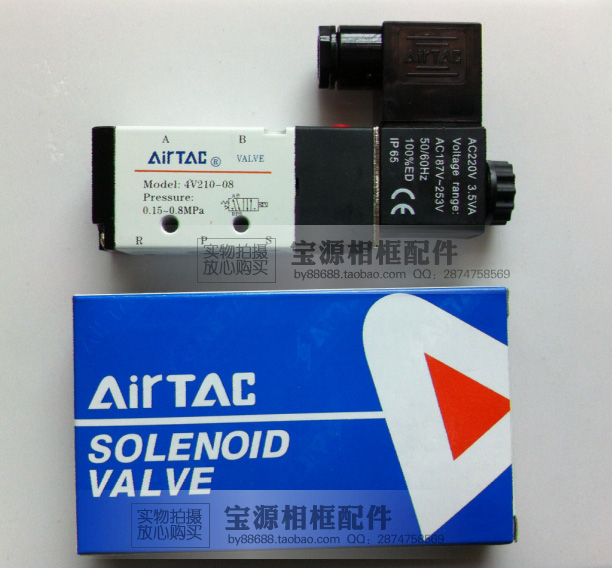 AirTAC
A B
AirTAC ® VALVE
Model: 4V210-08
Pressure:
0.15-0.8MPa
R P S
AC220V 3.5VA
Voltage range:
AC187V~253V
50/60Hz
100%ED
IP 65
CE
实物拍摄
放心购买
宝源相框配件
by88688.taobao.com QQ: 2874758569
AirTAC
SOLENOID
VALVE
实物拍摄
放心购买
宝源相框配件
by88688.taobao.com QQ: 2874758569